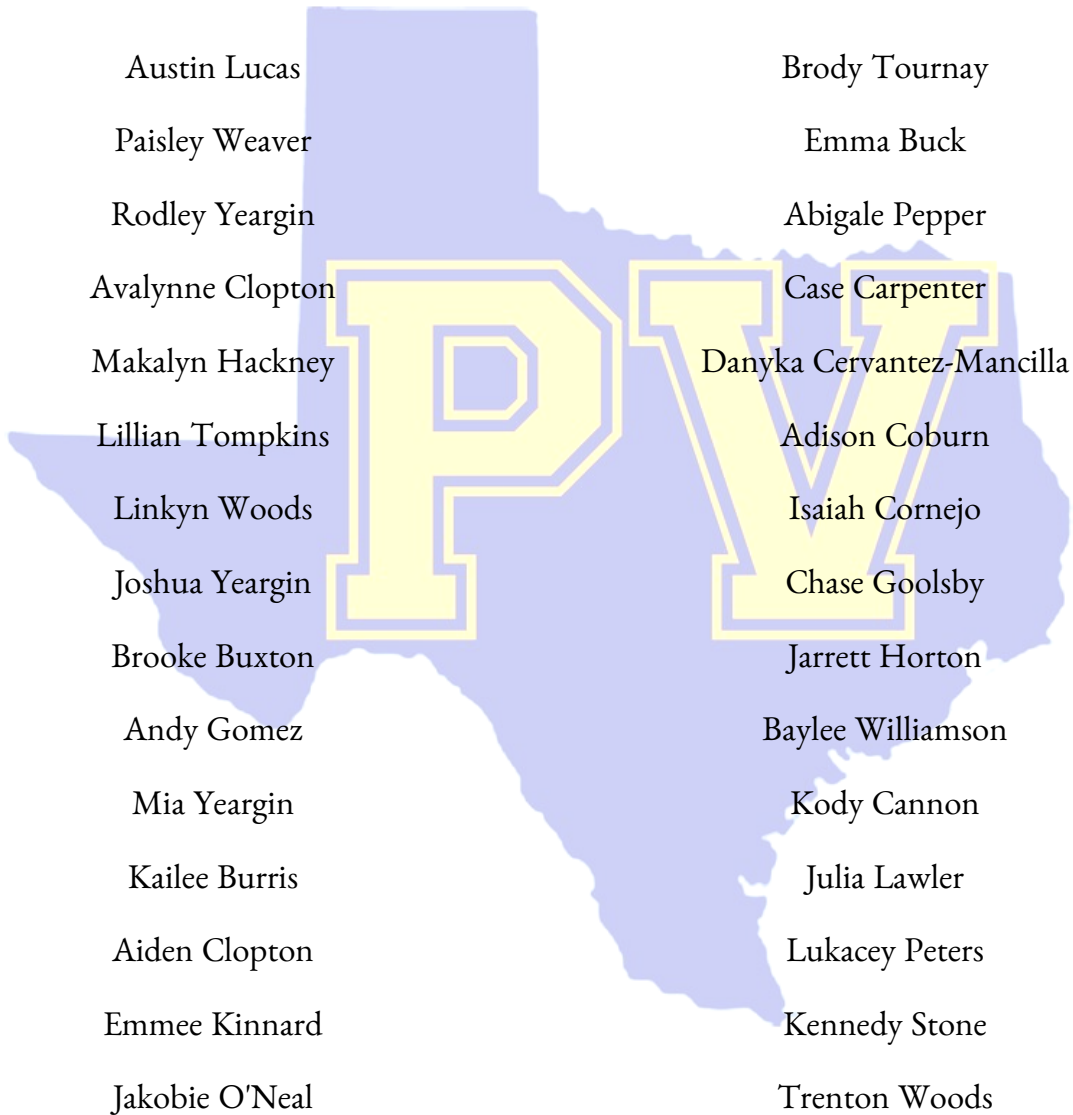 Austin Lucas
Paisley Weaver
Rodley Yeargin
Avalynne Clopton
Makalyn Hackney
Lillian Tompkins
Linkyn Woods
Joshua Yeargin
Brooke Buxton
Andy Gomez
Mia Yeargin
Kailee Burris
Aiden Clopton
Emmee Kinnard
Jakobie O'Neal
Brody Tournay
Emma Buck
Abigale Pepper
Case Carpenter
Danyka Cervantez-Mancilla
Adison Coburn
Isaiah Cornejo
Chase Goolsby
Jarrett Horton
Baylee Williamson
Kody Cannon
Julia Lawler
Lukacey Peters
Kennedy Stone
Trenton Woods
PV